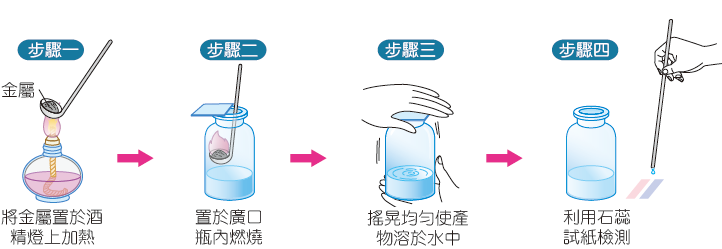 步驟一
步驟二
步驟三
步驟四
金屬
將金屬置於酒
精燈上加熱
置於廣口
瓶內燃燒
搖晃均勻使產
物溶於水中
利用石蕊
試紙檢測